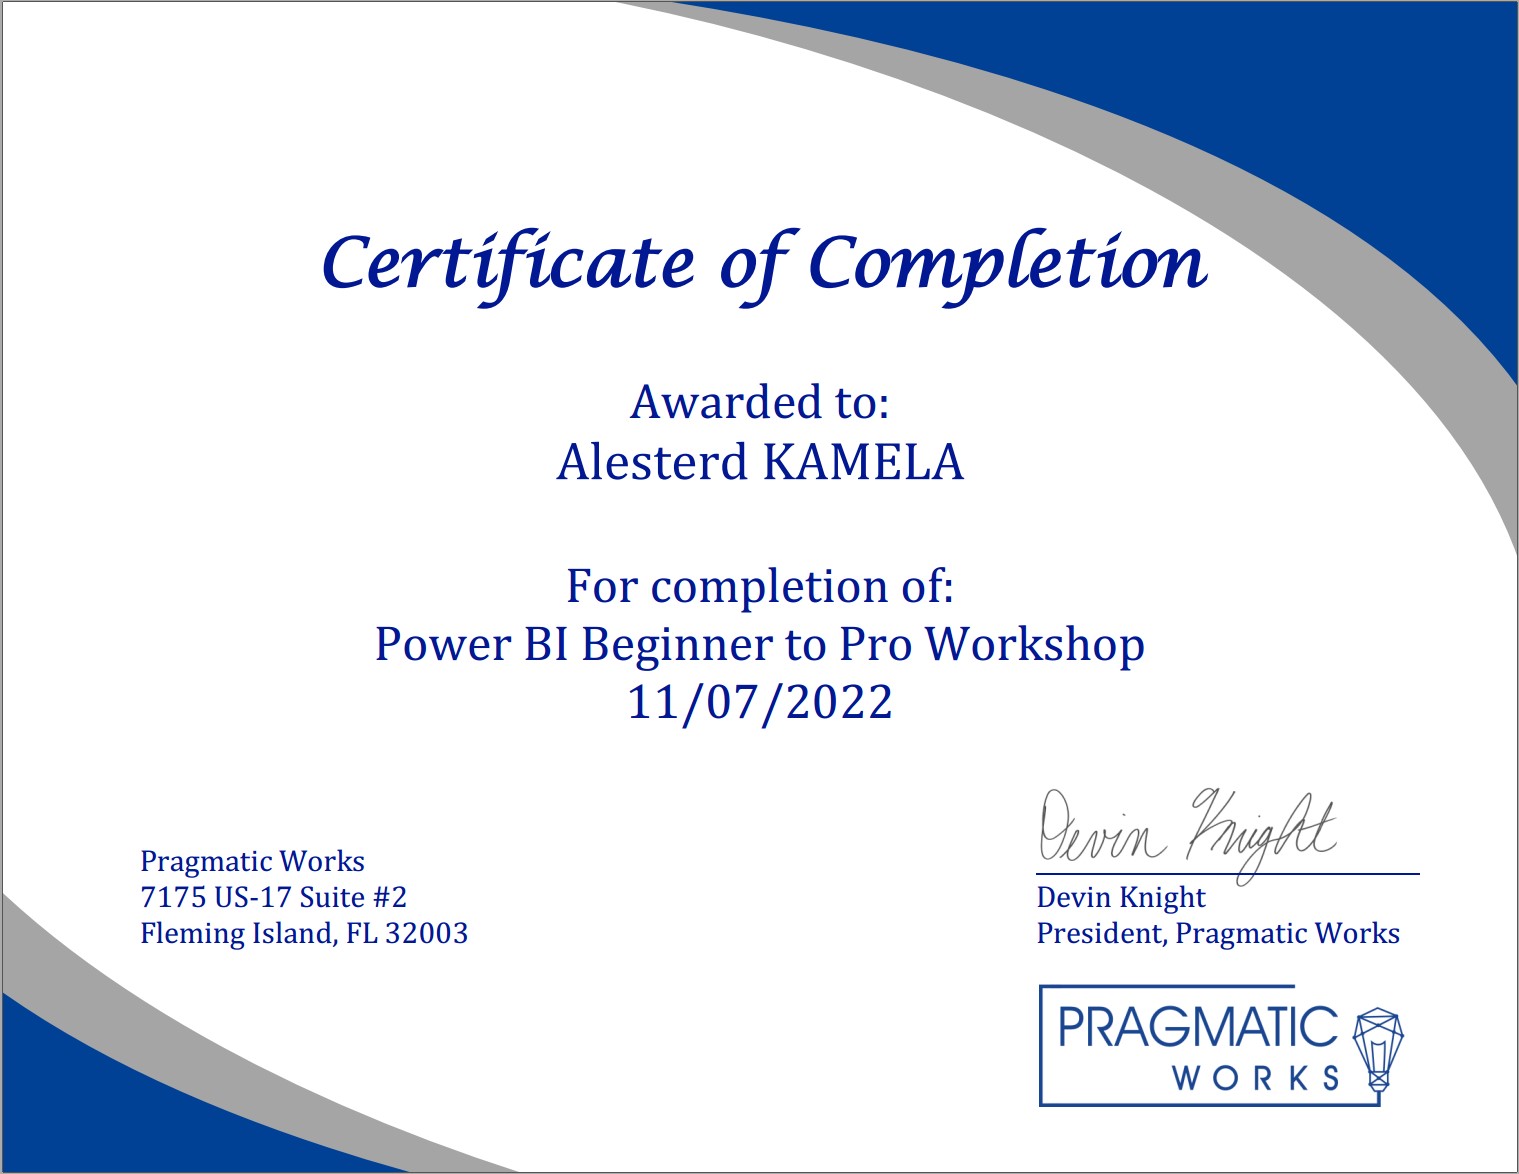 Certificate of Completion
Awarded to:
Alesterd KAMELA
For completion of:
Power BI Beginner to Pro Workshop
11/07/2022
Pragmatic Works
7175 US-17 Suite #2
Fleming Island, FL 32003
Devin Knight
Devin Knight
President, Pragmatic Works
PRAGMATIC
WORKS